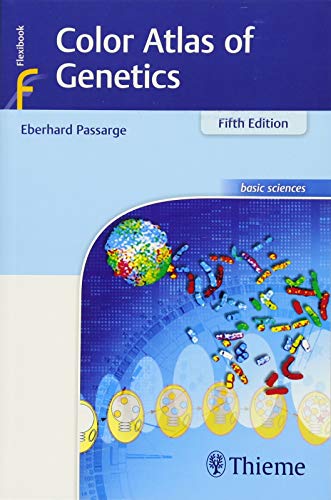 Flexibook
Color Atlas of
Genetics
Eberhard Passarge
Fifth Edition
basic sciences
Thieme